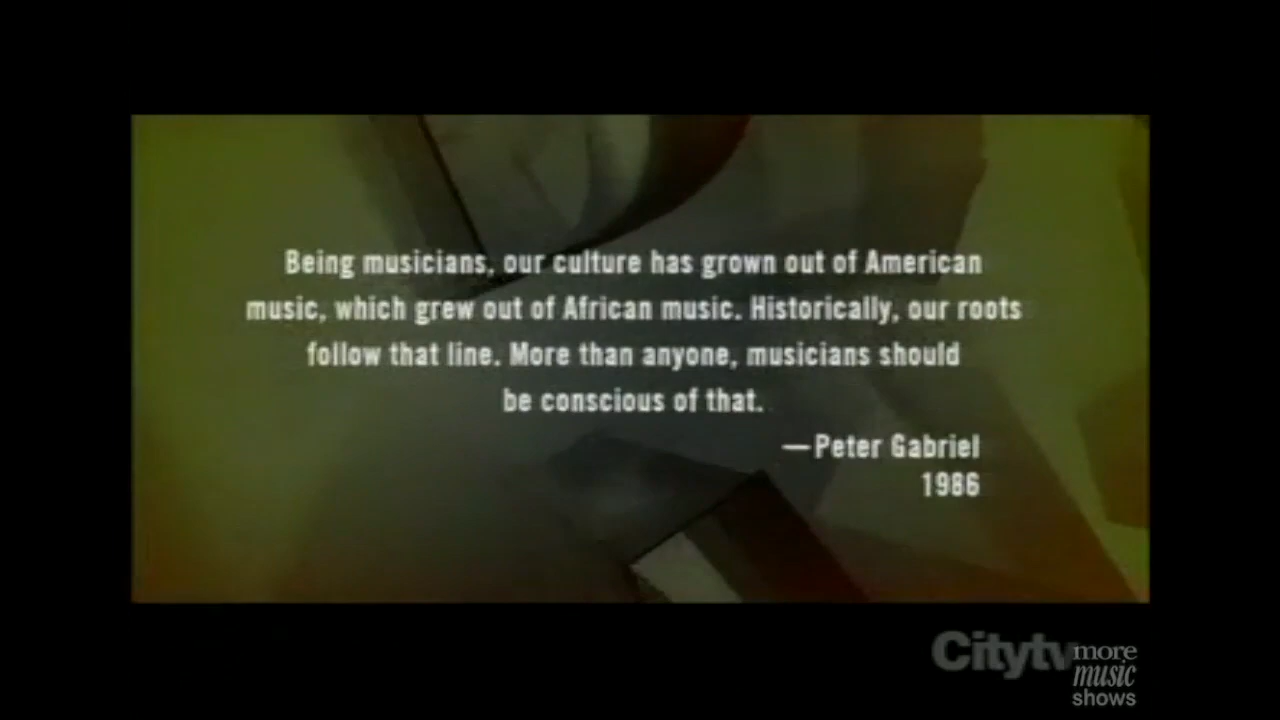 Being musicians, our culture has grown out of American
music, which grew out of African music. Historically, our roots
follow that line. More than anyone, musicians should
be conscious of that.
—Peter Gabriel
1986
Citytv
more
music
shows